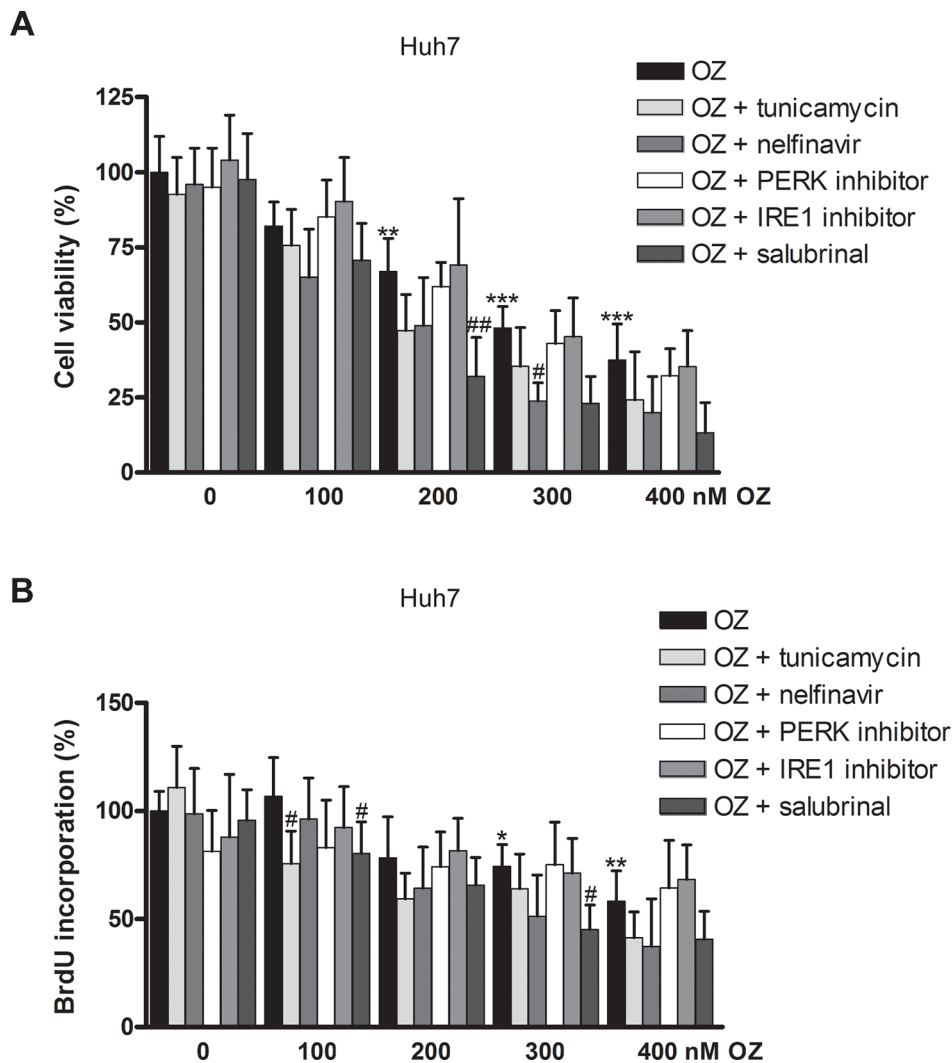 A
Huh7
OZ
OZ + tunicamycin
OZ + nelfinavir
OZ + PERK inhibitor
OZ + IRE1 inhibitor
OZ + salubrinal
Cell viability (%)
125
100
75
50
25
0
**
##
***
#
***
0 100 200 300 400 nM OZ
B
Huh7
OZ
OZ + tunicamycin
OZ + nelfinavir
OZ + PERK inhibitor
OZ + IRE1 inhibitor
OZ + salubrinal
BrdU incorporation (%)
150
100
50
0
#
#
*
#
**
0 100 200 300 400 nM OZ